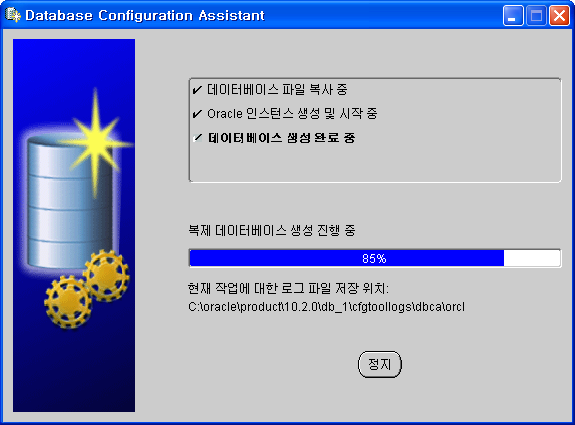 Database Configuration Assistant
데이터베이스 파일 복사 중
Oracle 인스턴스 생성 및 시작 중
데이터베이스 생성 완료 중
복제 데이터베이스 생성 진행 중
85%
현재 작업에 대한 로그 파일 저장 위치:
C:\oracle\product\10.2.0\db_1\cfgtoollogs\dbca\orcl
정지